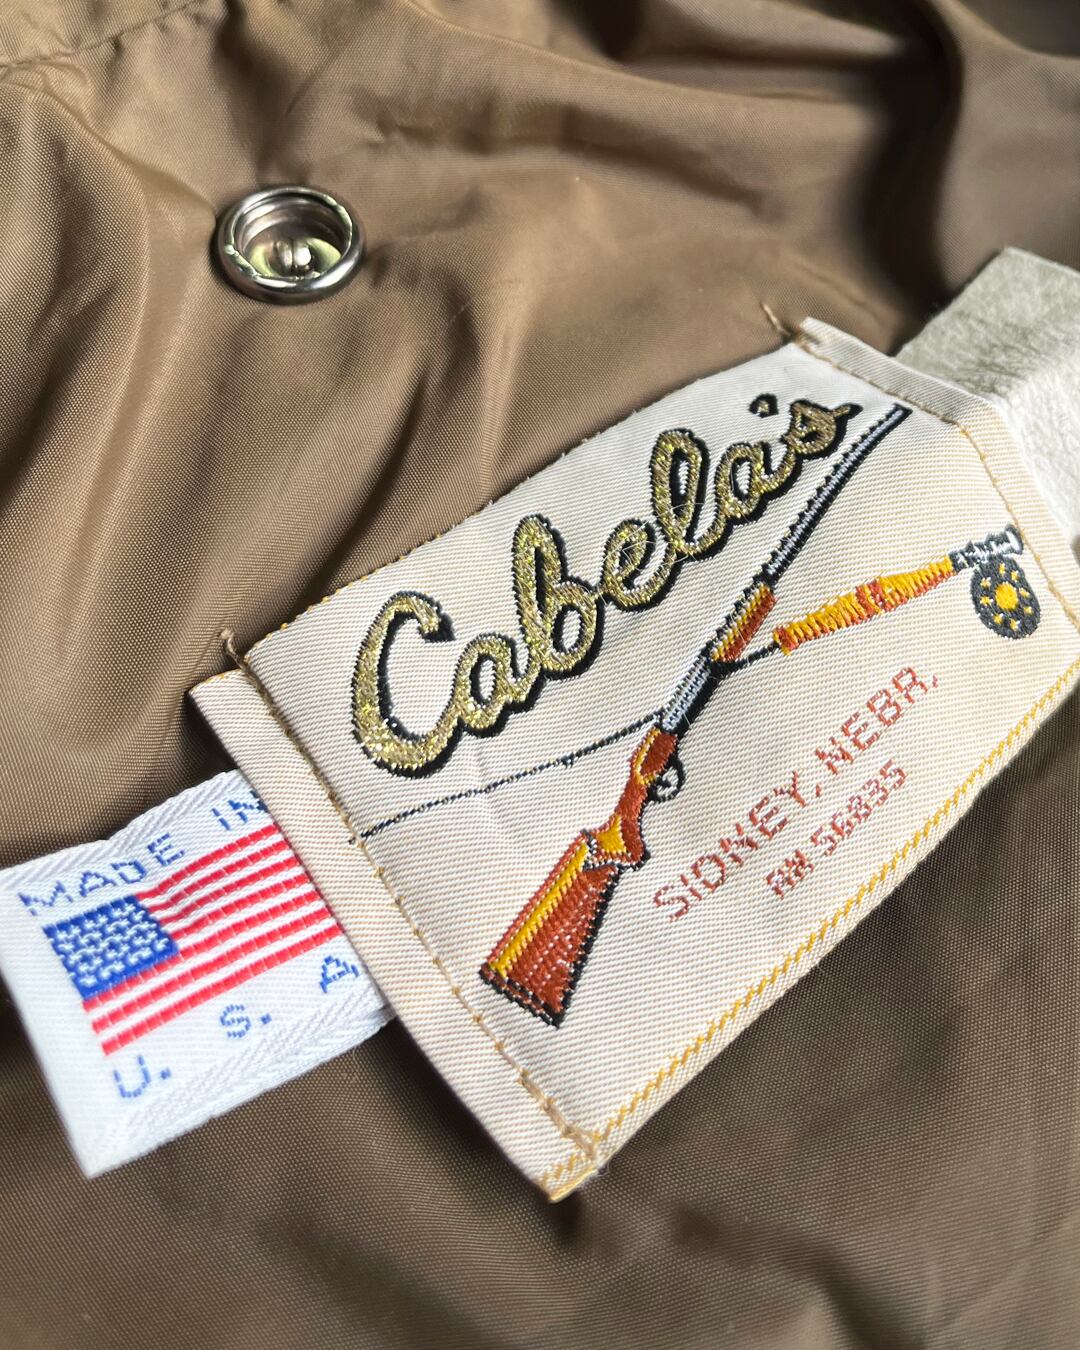 Cabela's
SIDNEY, NEBR.
RN 56835
MADE IN
U. S. A